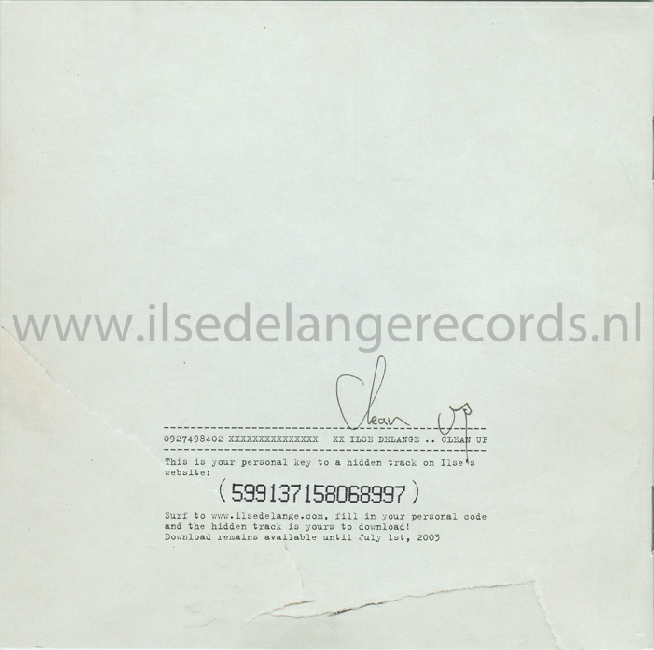 www.ilsedelangerecords.nl
Clean up
0927498402 XXXXXXXXXXXXXXX XX ILSE DELANGE .. CLEAN UP
This is your personal key to a hidden track on Ilse's
website:
(599137158068997)
Surf to www.ilsedelange.com, fill in your personal code
and the hidden track is yours to download!
Download remains available until July 1st, 2003